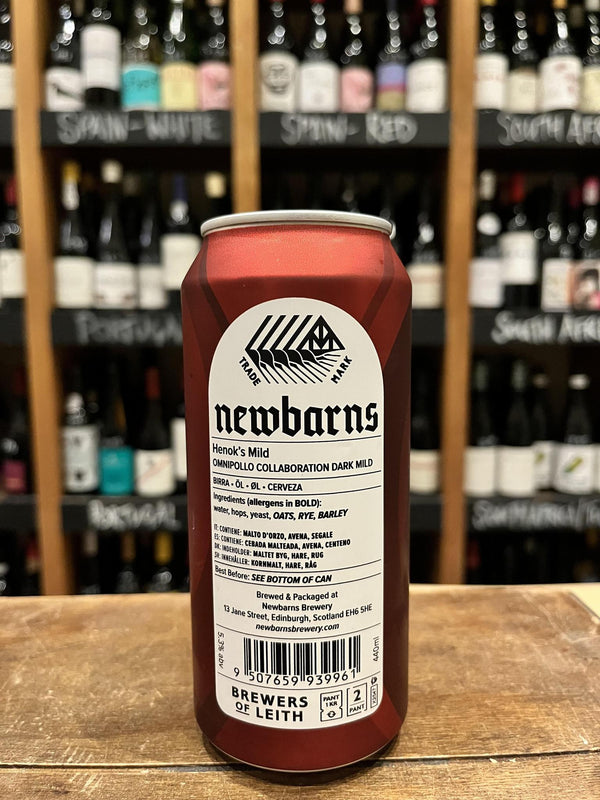 SPAIN-WHITE
SPAIN-RED
SOUTH AFR
PORTUGAL
SOUTH AFR
PORTUGAL
TRADE MARK
newbarns
Henok's Mild
OMNIPOLLO COLLABORATION DARK MILD
BIRRA • ÖL • ØL • CERVEZA
Ingredients (allergens in BOLD):
water, hops, yeast, OATS, RYE, BARLEY
IT: CONTIENE: MALTO D'ORZO, AVENA, SEGALE
ES: CONTIENE: CEBADA MALTEADA, AVENA, CENTENO
DK: INDEHOLDER: MALTET BYG, HARE, RUG
SV: INNEHÅLLER: KORNMALT, HARE, RÅG
Best Before: SEE BOTTOM OF CAN
Brewed & Packaged at
Newbarns Brewery
13 Jane Street, Edinburgh, Scotland EH6 5HE
newbarnsbrewery.com
5.3% abv
440ml
9 507659 939961
BREWERS
OF LEITH
PANT
1 KR
2
PANT